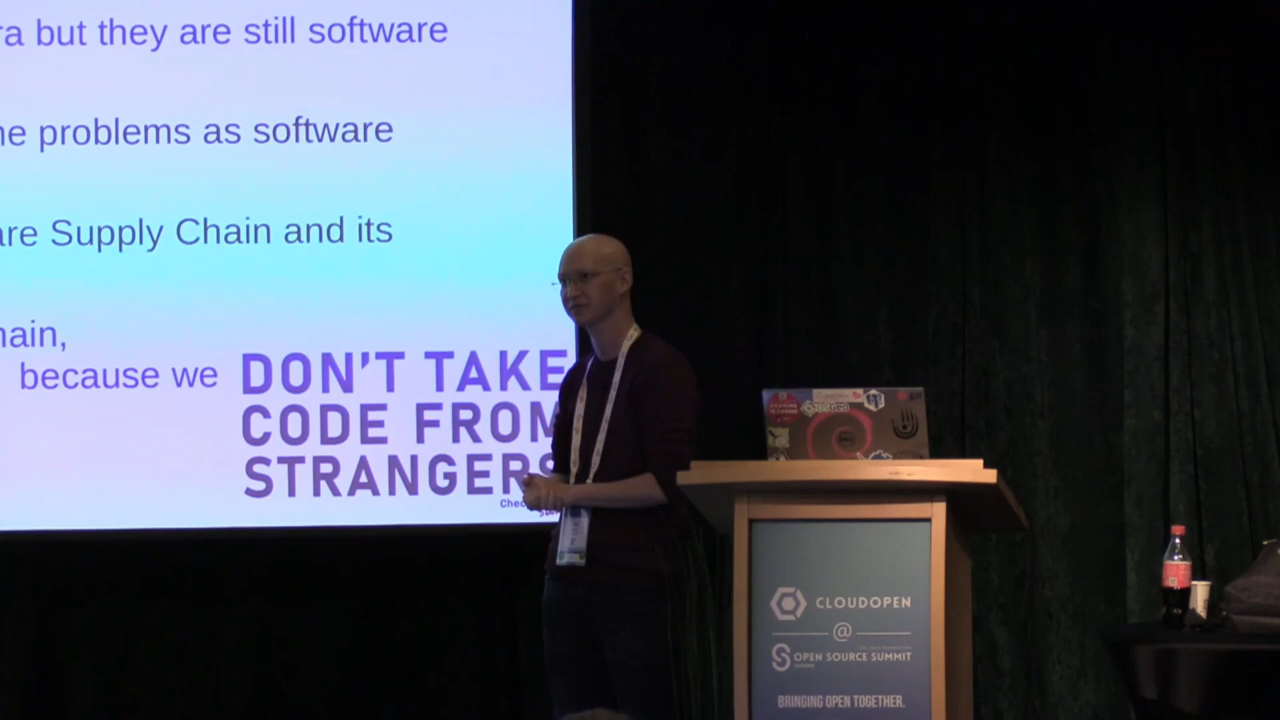 ra but they are still software
ne problems as software
are Supply Chain and its
hain,
because we
DON'T TAKE
CODE FROM
STRANGERS
Chec
CLOUDOPEN
@
OPEN SOURCE SUMMIT
BRINGING OPEN TOGETHER.